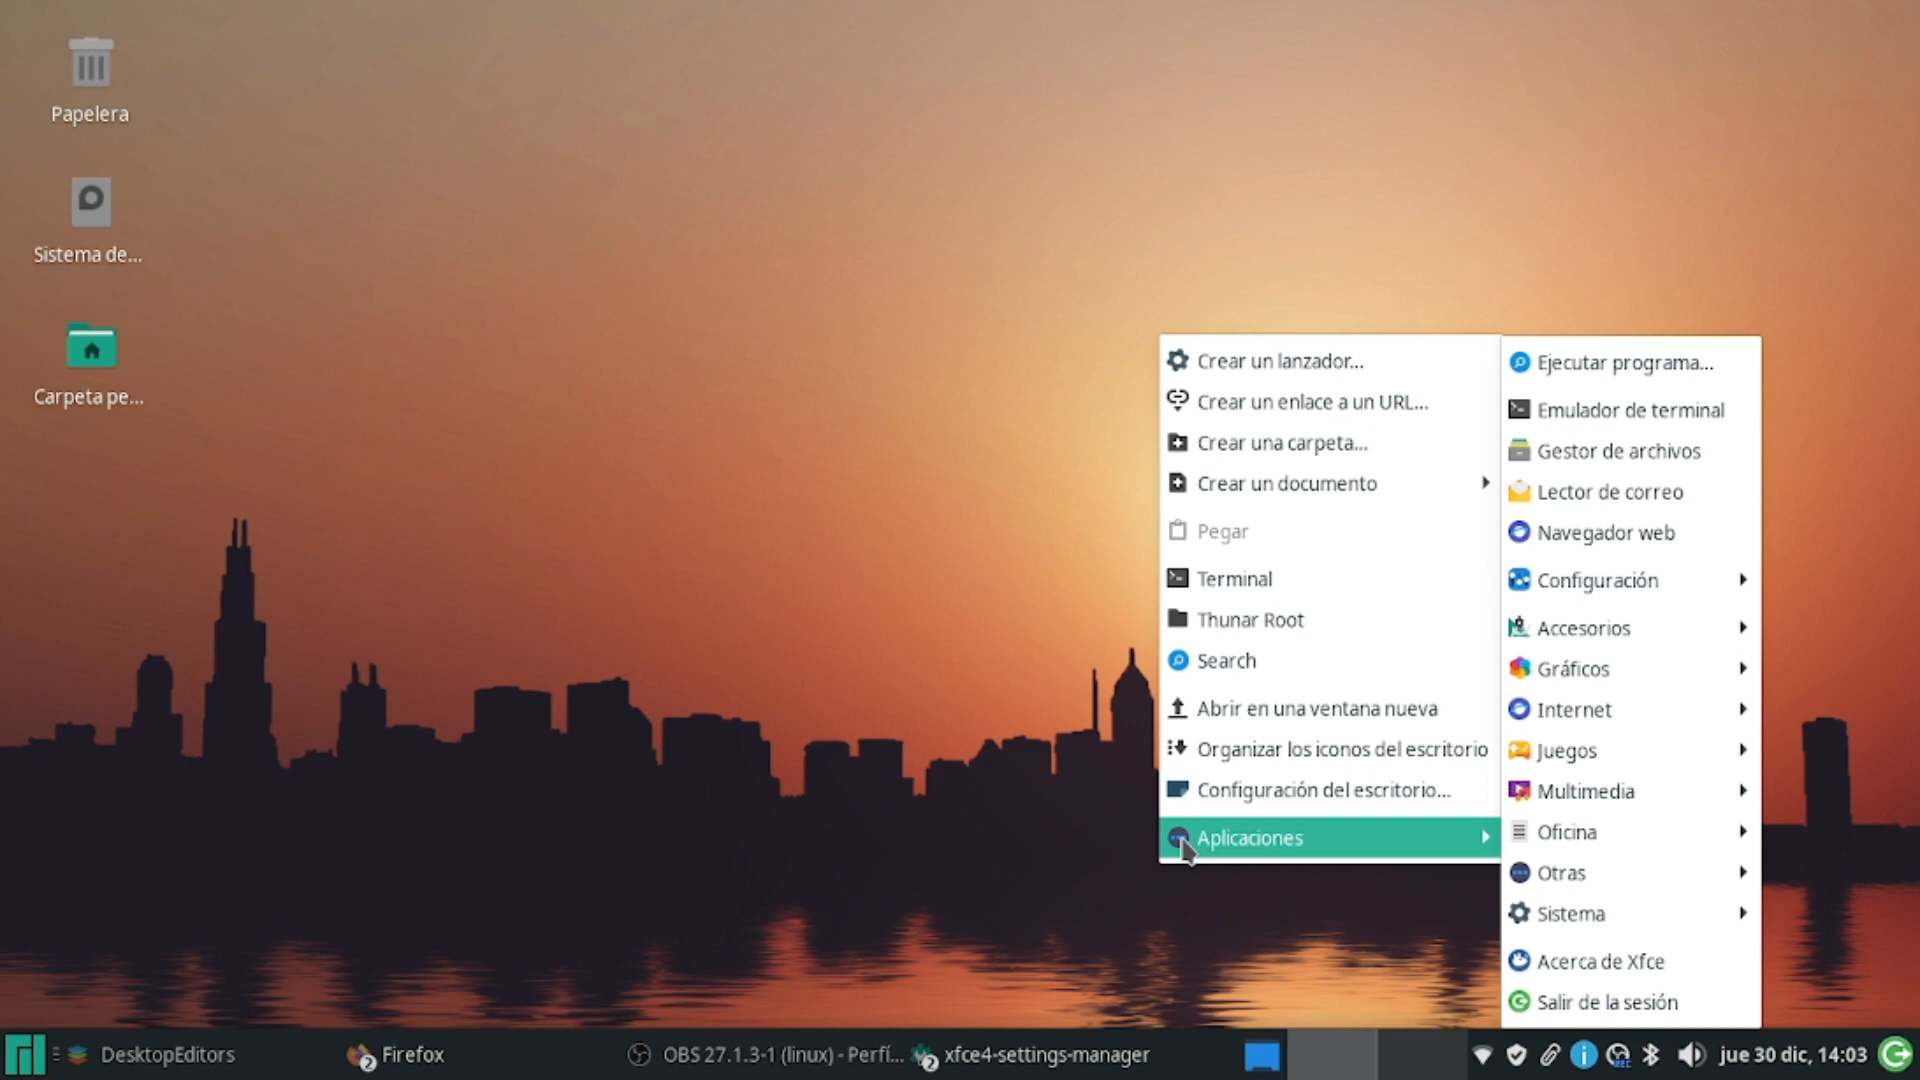 Papelera
Sistema de...
Carpeta pe...
Crear un lanzador...
Crear un enlace a un URL...
Crear una carpeta...
Crear un documento
Pegar
Terminal
Thunar Root
Search
Abrir en una ventana nueva
Organizar los iconos del escritorio
Configuración del escritorio...
Aplicaciones
Ejecutar programa...
Emulador de terminal
Gestor de archivos
Lector de correo
Navegador web
Configuración
Accesorios
Gráficos
Internet
Juegos
Multimedia
Oficina
Otras
Sistema
Acerca de Xfce
Salir de la sesión
DesktopEditors
2 Firefox
OBS 27.1.3-1 (linux) - Perfí...
2 xfce4-settings-manager
REC
jue 30 dic, 14:03